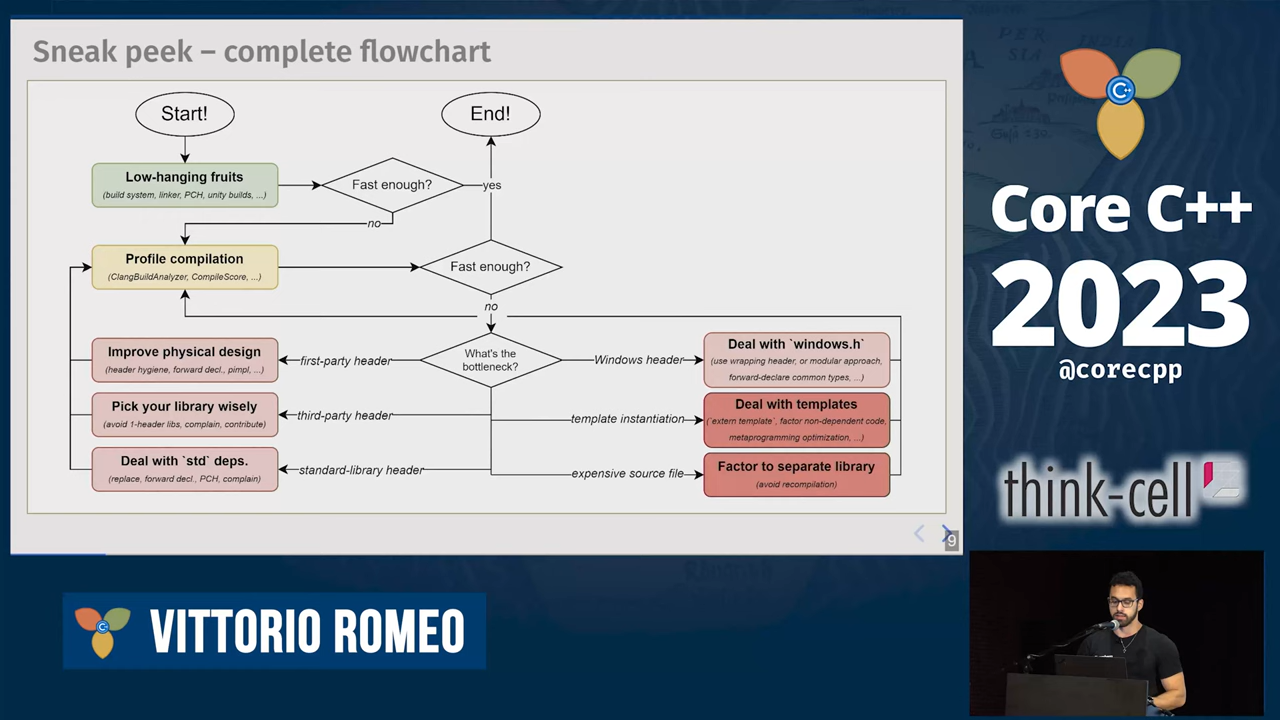 Sneak peek – complete flowchart
Start!
End!
Low-hanging fruits
(build system, linker, PCH, unity builds, ...)
Fast enough?
yes
no
Profile compilation
(ClangBuildAnalyzer, CompileScore, ...)
Fast enough?
no
Improve physical design
(header hygiene, forward decl., pimpl, ...)
first-party header
What's the
bottleneck?
Windows header
Deal with `windows.h`
(use wrapping header, or modular approach,
forward-declare common types, ...)
Pick your library wisely
(avoid 1-header libs, complain, contribute)
third-party header
template instantiation
Deal with templates
(`extern template`, factor non-dependent code,
metaprogramming optimization, ...)
Deal with `std` deps.
(replace, forward decl., PCH, complain)
standard-library header
expensive source file
Factor to separate library
(avoid recompilation)
9
C++
Core C++
2023
@corecpp
think-cell
VITTORIO ROMEO